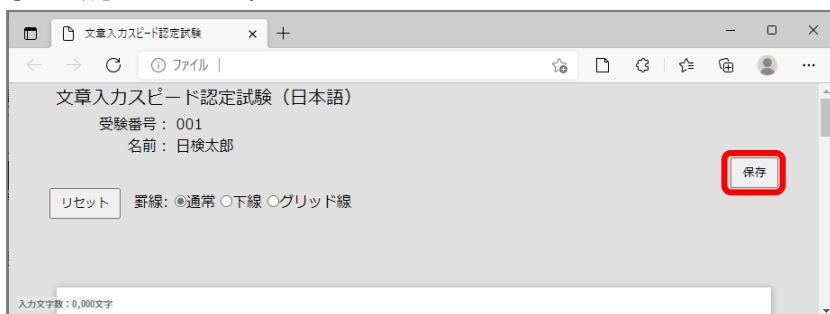 文章入力スピード認定試験
ファイル
文章入力スピード認定試験（日本語）
受験番号： 001
名前： 日検太郎
保存
リセット 罫線: 通常 下線 グリッド線
入力文字数：0,000文字